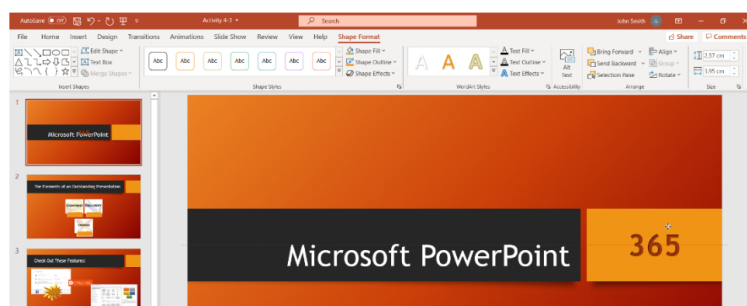 AutoSave Off Activity 4-3 Search John Smith
File Home Insert Design Transitions Animations Slide Show Review View Help Shape Format Share Comments
Edit Shape
Text Box
Merge Shapes
Abc Abc Abc Abc Abc Abc Abc
Shape Fill
Shape Outline
Shape Effects
A A A
Text Fill
Text Outline
Text Effects
Alt
Text
Bring Forward
Send Backward
Selection Pane
Align
Group
Rotate
2.57 cm
3.95 cm
Insert Shapes Shape Styles WordArt Styles Accessibility Arrange Size
1
Microsoft PowerPoint
2
The Elements of an Outstanding Presentation
3
Check Out These Features!
Microsoft PowerPoint
365